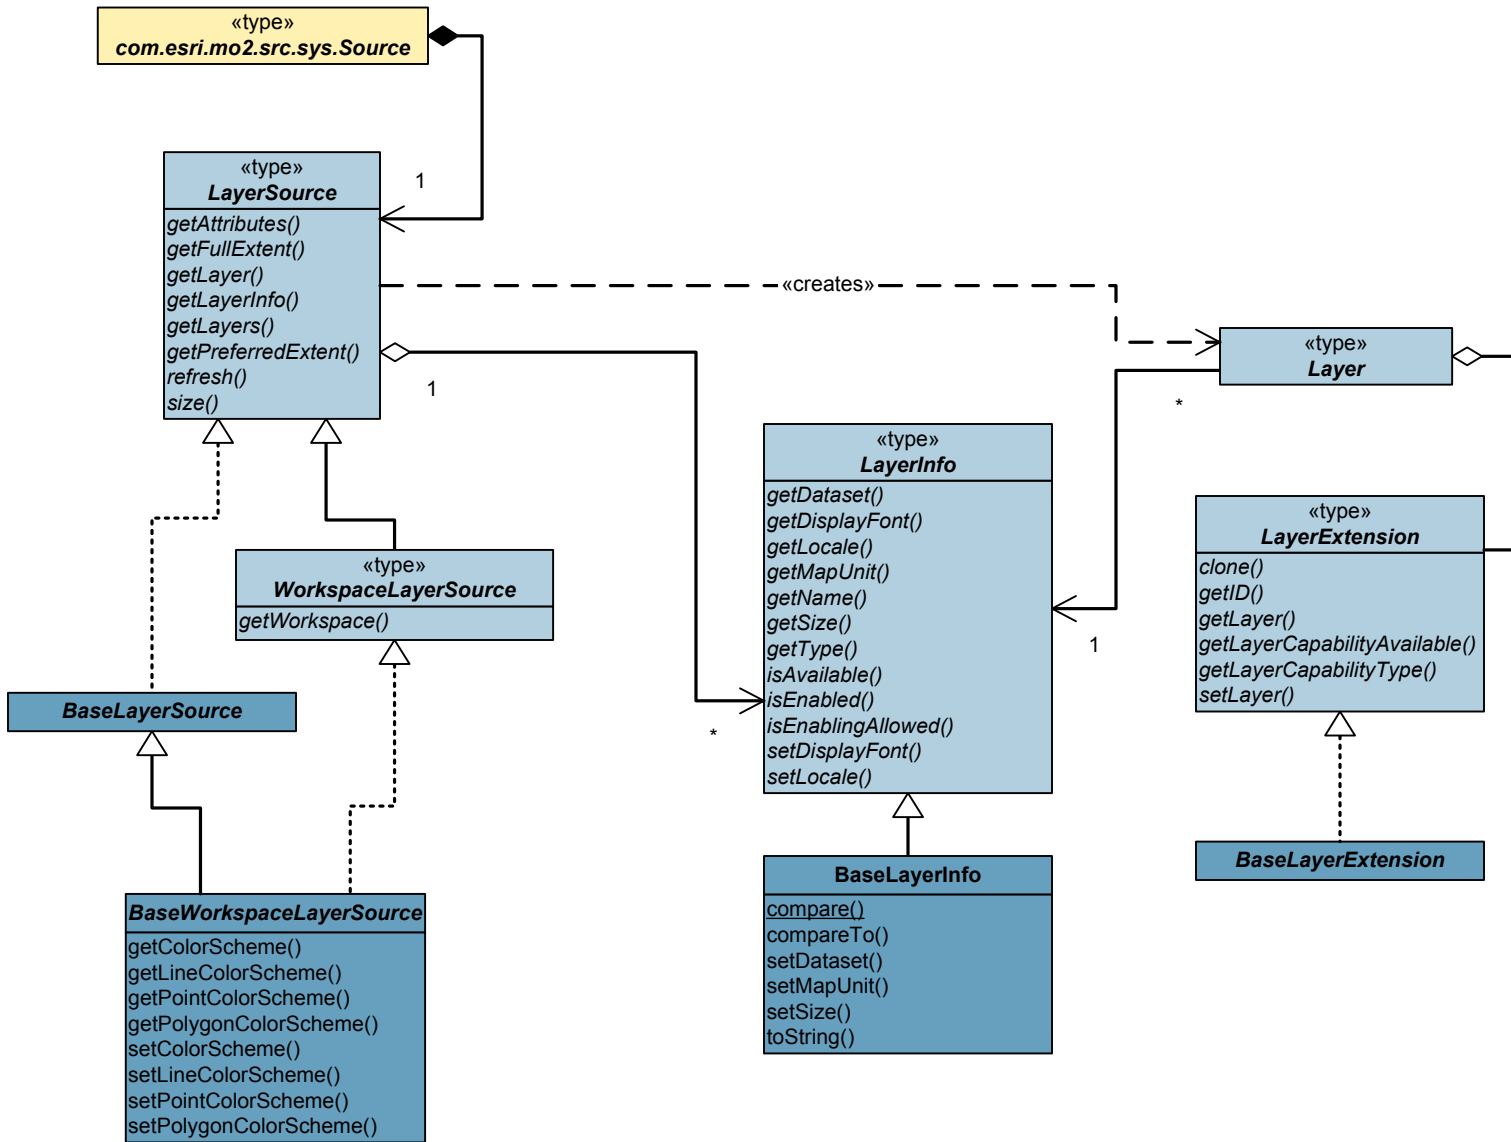 «type»
com.esri.mo2.src.sys.Source
«type»
LayerSource
getAttributes()
getFullExtent()
getLayer()
getLayerInfo()
getLayers()
getPreferredExtent()
refresh()
size()
1
1
«creates»
«type»
Layer
*
«type»
LayerInfo
getDataset()
getDisplayFont()
getLocale()
getMapUnit()
getName()
getSize()
getType()
isAvailable()
isEnabled()
isEnablingAllowed()
setDisplayFont()
setLocale()
1
*
«type»
LayerExtension
clone()
getID()
getLayer()
getLayerCapabilityAvailable()
getLayerCapabilityType()
setLayer()
«type»
WorkspaceLayerSource
getWorkspace()
BaseLayerSource
BaseLayerExtension
BaseLayerInfo
compare()
compareTo()
setDataset()
setMapUnit()
setSize()
toString()
BaseWorkspaceLayerSource
getColorScheme()
getLineColorScheme()
getPointColorScheme()
getPolygonColorScheme()
setColorScheme()
setLineColorScheme()
setPointColorScheme()
setPolygonColorScheme()